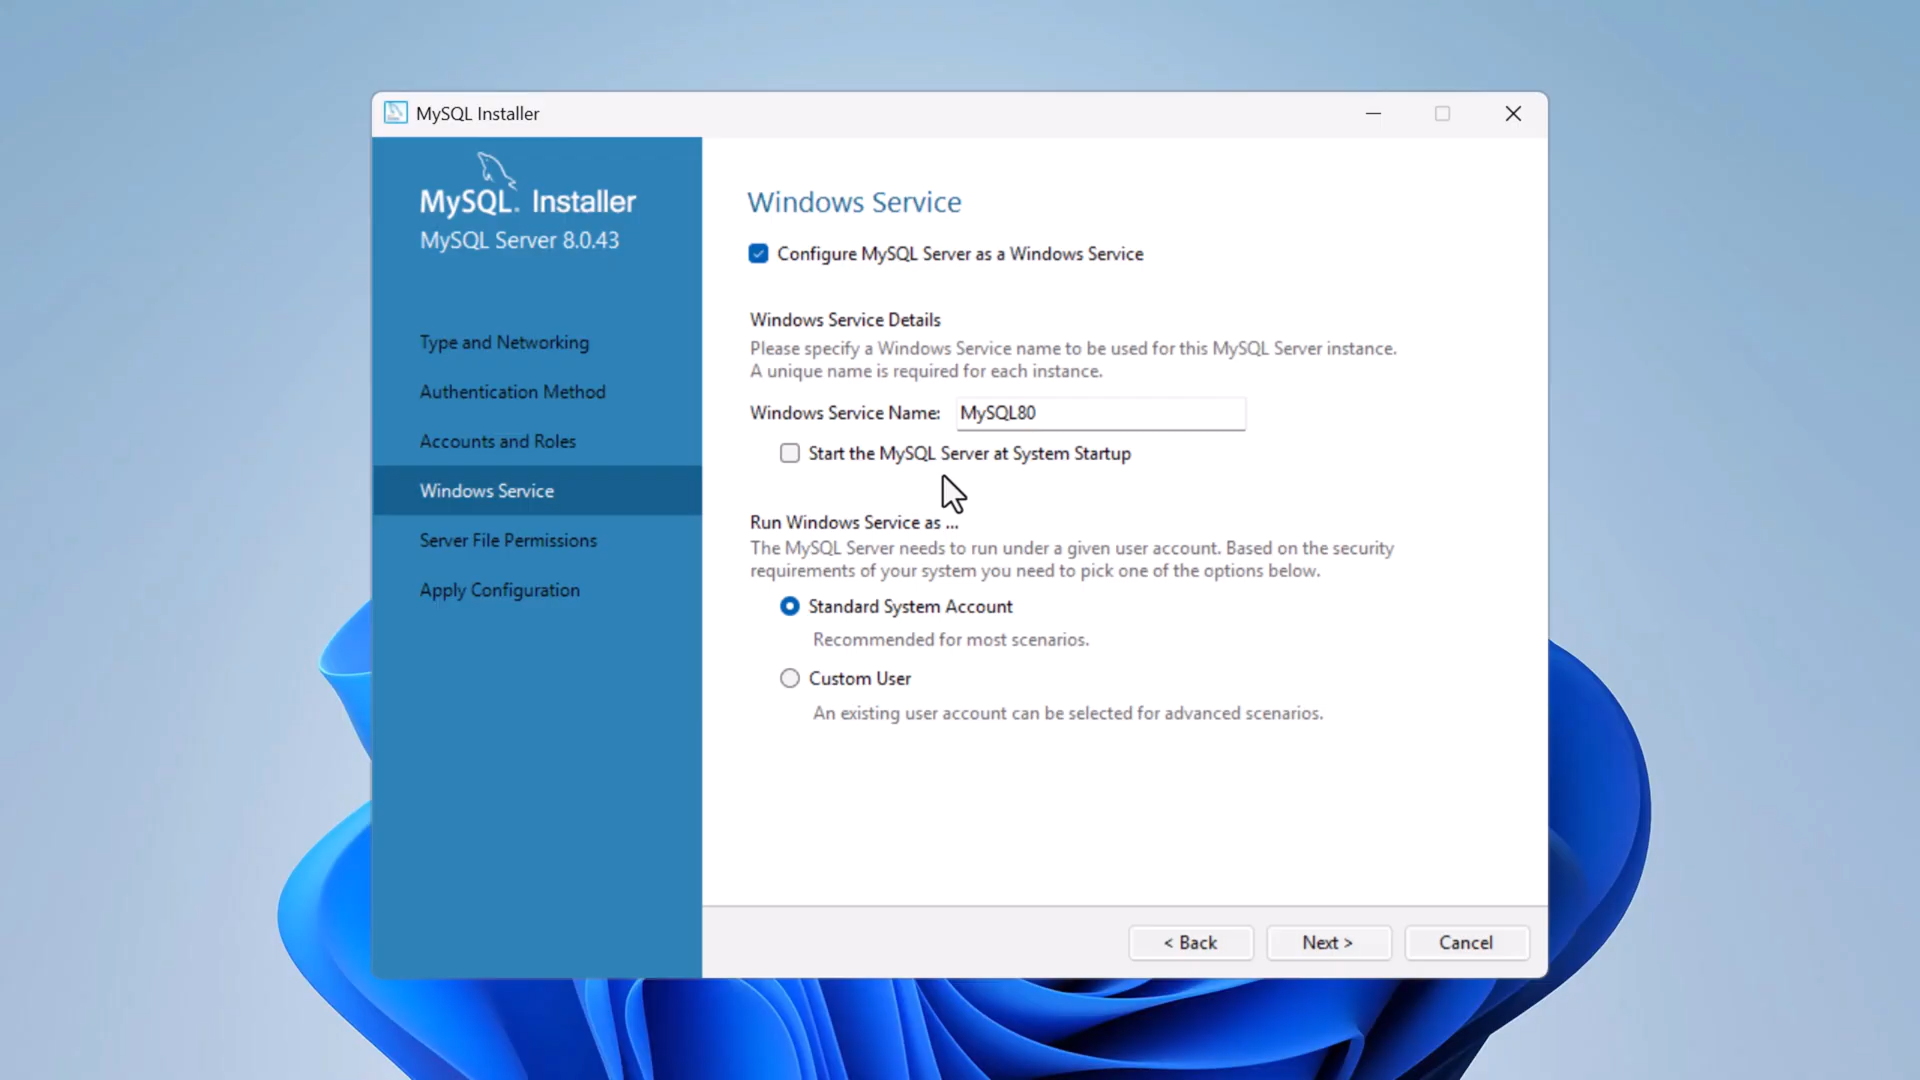 MySQL Installer
MySQL. Installer
MySQL Server 8.0.43
Type and Networking
Authentication Method
Accounts and Roles
Windows Service
Server File Permissions
Apply Configuration
Windows Service
Configure MySQL Server as a Windows Service
Windows Service Details
Please specify a Windows Service name to be used for this MySQL Server instance.
A unique name is required for each instance.
Windows Service Name: MySQL80
Start the MySQL Server at System Startup
Run Windows Service as ...
The MySQL Server needs to run under a given user account. Based on the security
requirements of your system you need to pick one of the options below.
Standard System Account
Recommended for most scenarios.
Custom User
An existing user account can be selected for advanced scenarios.
< Back Next > Cancel